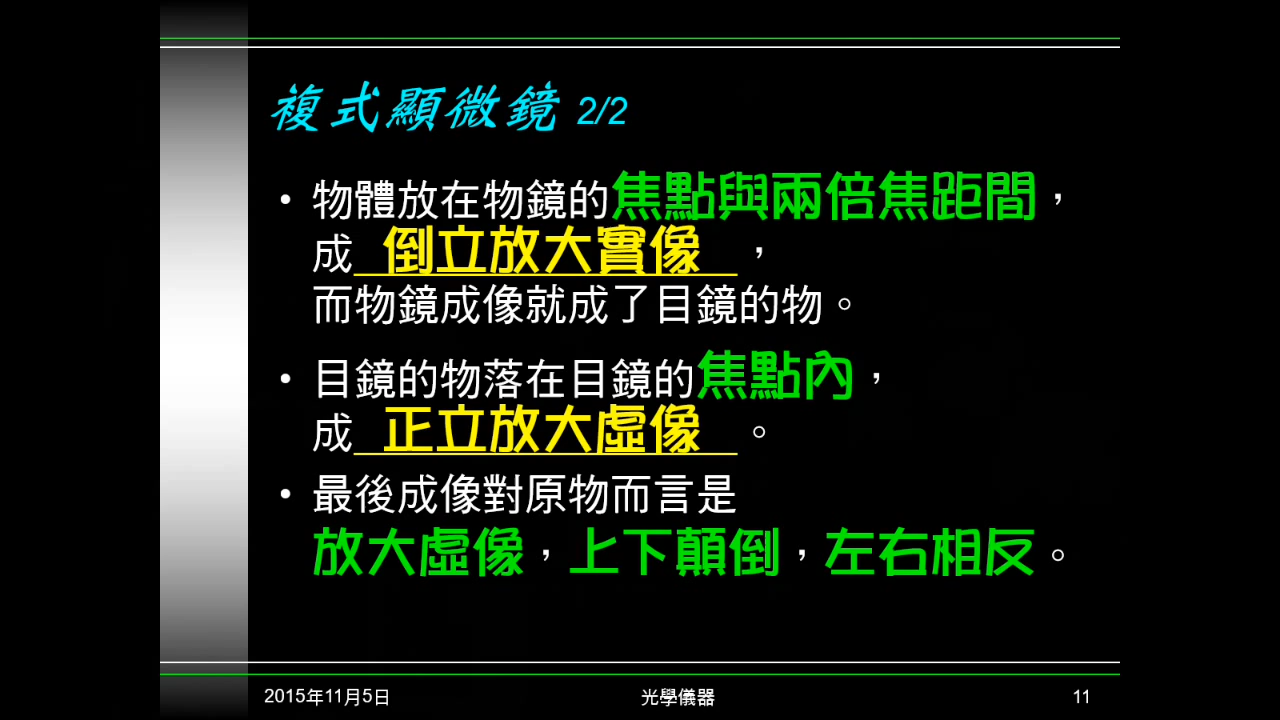 複式顯微鏡 2/2
• 物體放在物鏡的焦點與兩倍焦距間，
成 倒立放大實像 ，
而物鏡成像就成了目鏡的物。
• 目鏡的物落在目鏡的焦點內，
成 正立放大虛像 。
• 最後成像對原物而言是
放大虛像，上下顛倒，左右相反。
2015年11月5日 光學儀器 11